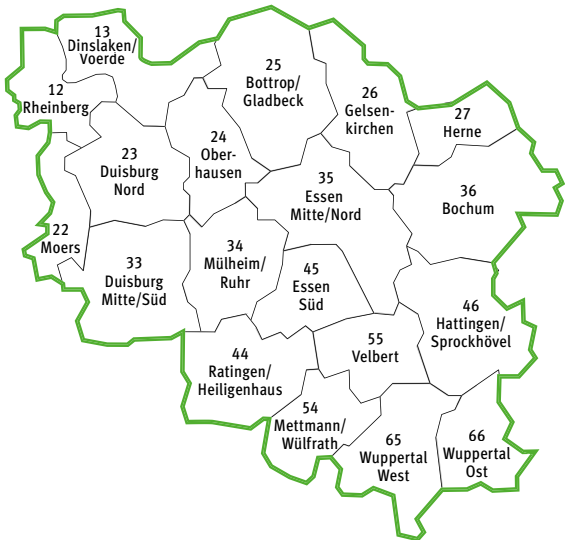 13
Dinslaken/
Voerde
12
Rheinberg
25
Bottrop/
Gladbeck
26
Gelsen-
kirchen
27
Herne
23
Duisburg
Nord
24
Ober-
hausen
35
Essen
Mitte/Nord
36
Bochum
22
Moers
33
Duisburg
Mitte/Süd
34
Mülheim/
Ruhr
45
Essen
Süd
46
Hattingen/
Sprockhövel
44
Ratingen/
Heiligenhaus
55
Velbert
54
Mettmann/
Wülfrath
65
Wuppertal
West
66
Wuppertal
Ost